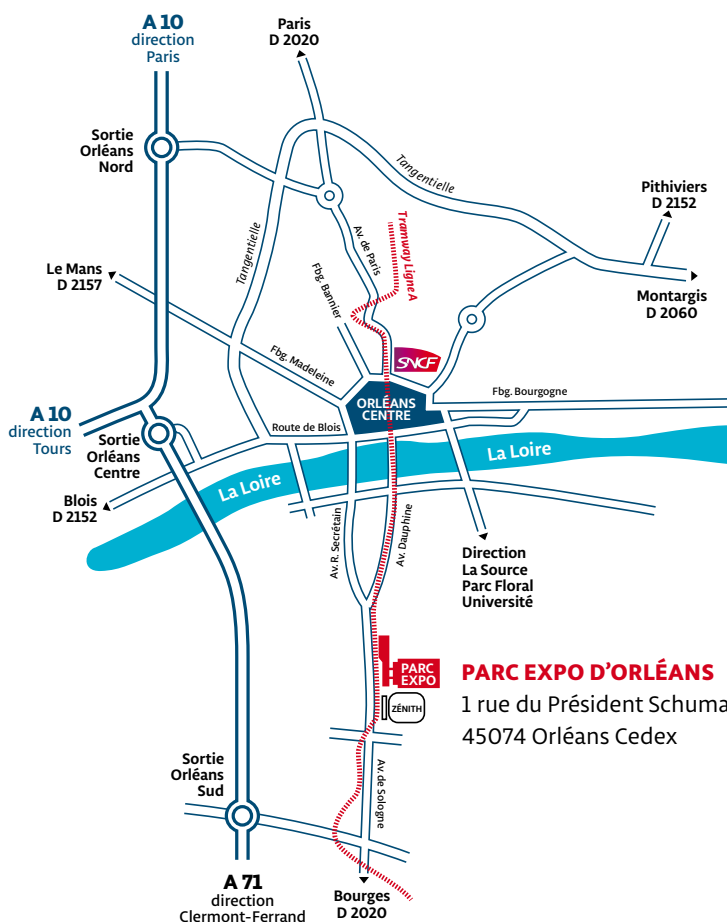 A 10
direction
Paris
Paris
D 2020
Sortie
Orléans
Nord
Tangentielle
Pithiviers
D 2152
Tangentielle
Tramway Ligne A
Av. de Paris
Le Mans
D 2157
Fbg. Bannier
Montargis
D 2060
Fbg. Madeleine
SNCF
ORLÉANS
CENTRE
Fbg. Bourgogne
A 10
direction
Tours
Sortie
Orléans
Centre
Route de Blois
La Loire
La Loire
Blois
D 2152
Av. R. Secrétain
Av. Dauphine
Direction
La Source
Parc Floral
Université
PARC
EXPO
ZÉNITH
PARC EXPO D'ORLÉANS
1 rue du Président Schuma
45074 Orléans Cedex
Sortie
Orléans
Sud
Av. de Sologne
A 71
direction
Clermont-Ferrand
Bourges
D 2020